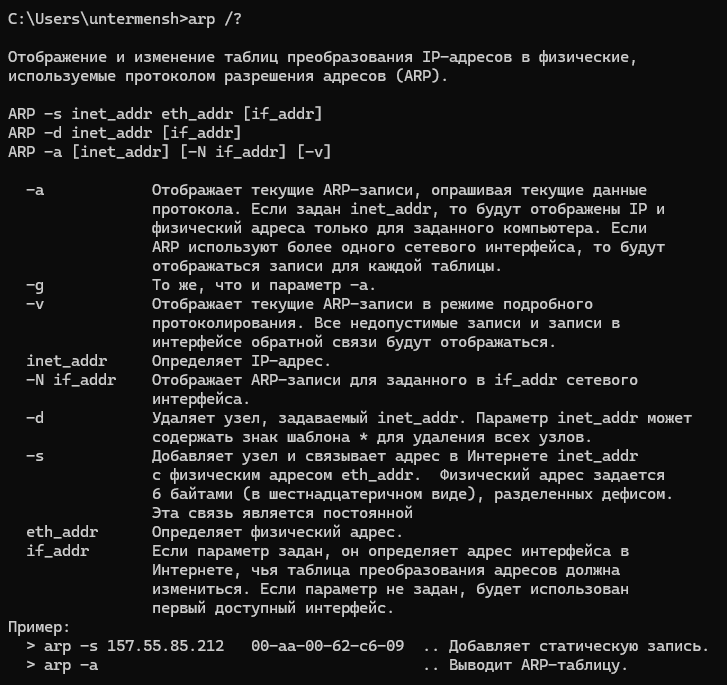 C:\Users\untermensh>arp /?
Отображение и изменение таблиц преобразования IP-адресов в физические,
используемые протоколом разрешения адресов (ARP).
ARP -s inet_addr eth_addr [if_addr]
ARP -d inet_addr [if_addr]
ARP -a [inet_addr] [-N if_addr] [-v]
-a Отображает текущие ARP-записи, опрашивая текущие данные
протокола. Если задан inet_addr, то будут отображены IP и
физический адреса только для заданного компьютера. Если
ARP используют более одного сетевого интерфейса, то будут
отображаться записи для каждой таблицы.
-g То же, что и параметр -a.
-v Отображает текущие ARP-записи в режиме подробного
протоколирования. Все недопустимые записи и записи в
интерфейсе обратной связи будут отображаться.
inet_addr Определяет IP-адрес.
-N if_addr Отображает ARP-записи для заданного в if_addr сетевого
интерфейса.
-d Удаляет узел, задаваемый inet_addr. Параметр inet_addr может
содержать знак шаблона * для удаления всех узлов.
-s Добавляет узел и связывает адрес в Интернете inet_addr
с физическим адресом eth_addr.  Физический адрес задается
6 байтами (в шестнадцатеричном виде), разделенных дефисом.
Эта связь является постоянной
eth_addr Определяет физический адрес.
if_addr Если параметр задан, он определяет адрес интерфейса в
Интернете, чья таблица преобразования адресов должна
измениться. Если параметр не задан, будет использован
первый доступный интерфейс.
Пример:
> arp -s 157.55.85.212   00-aa-00-62-c6-09  .. Добавляет статическую запись.
> arp -a                                    .. Выводит ARP-таблицу.